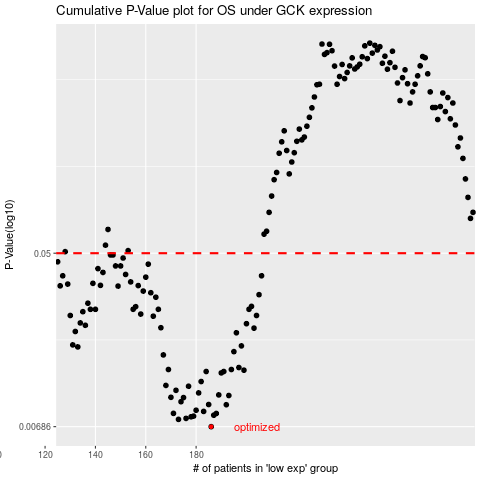 Cumulative P-Value plot for OS under GCK expression
P-Value(log10)
0.05
0.00686
optimized
0 120 140 160 180
# of patients in 'low exp' group